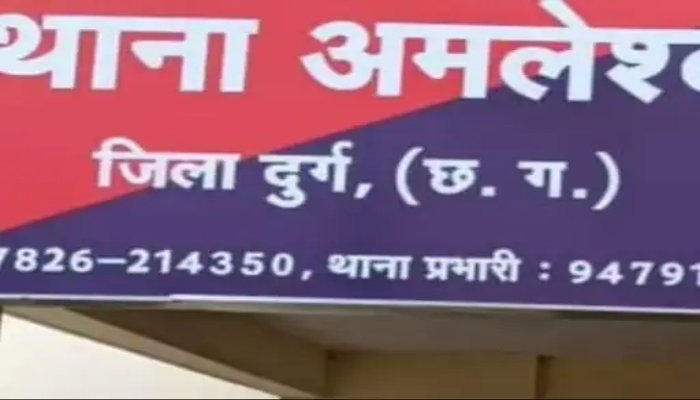 थाना अमलेश्व
जिला दुर्ग, (छ. ग.)
7826–214350, थाना प्रभारी : 94791